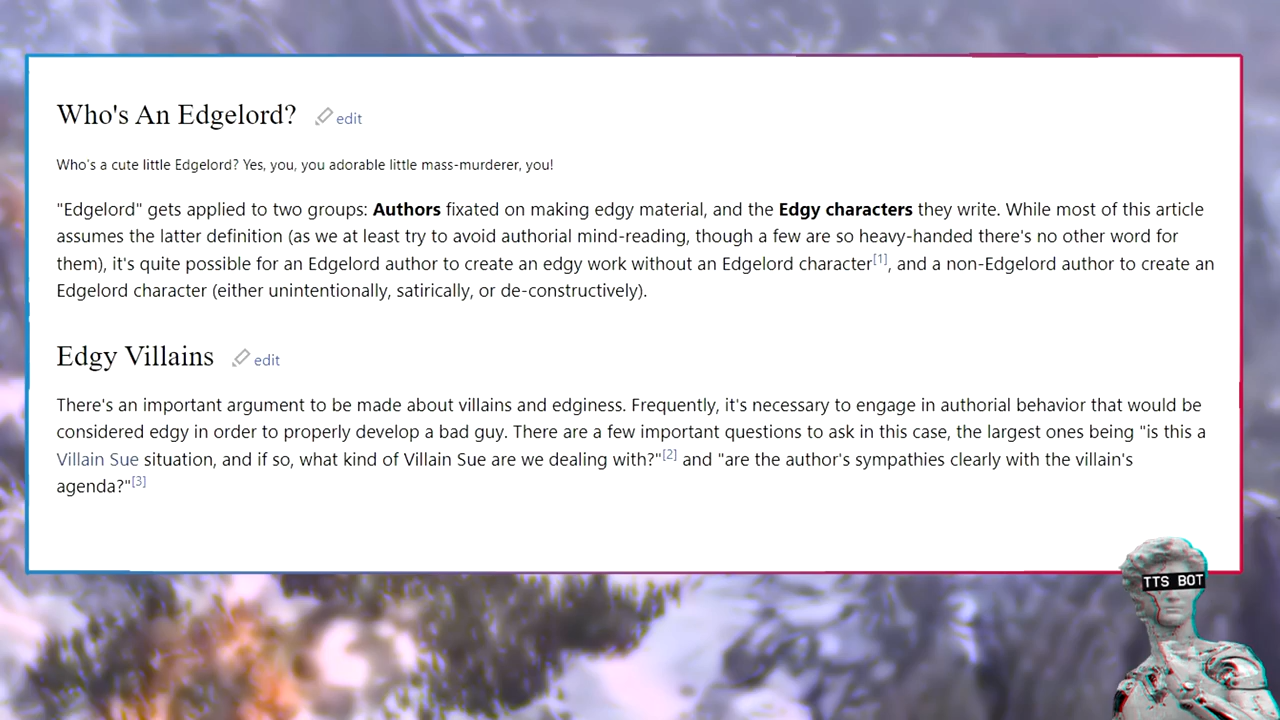 Who's An Edgelord? edit
Who's a cute little Edgelord? Yes, you, you adorable little mass-murderer, you!
"Edgelord" gets applied to two groups: Authors fixated on making edgy material, and the Edgy characters they write. While most of this article
assumes the latter definition (as we at least try to avoid authorial mind-reading, though a few are so heavy-handed there's no other word for
them), it's quite possible for an Edgelord author to create an edgy work without an Edgelord character[1], and a non-Edgelord author to create an
Edgelord character (either unintentionally, satirically, or de-constructively).
Edgy Villains edit
There's an important argument to be made about villains and edginess. Frequently, it's necessary to engage in authorial behavior that would be
considered edgy in order to properly develop a bad guy. There are a few important questions to ask in this case, the largest ones being "is this a
Villain Sue situation, and if so, what kind of Villain Sue are we dealing with?"[2] and "are the author's sympathies clearly with the villain's
agenda?"[3]
TTS BOT